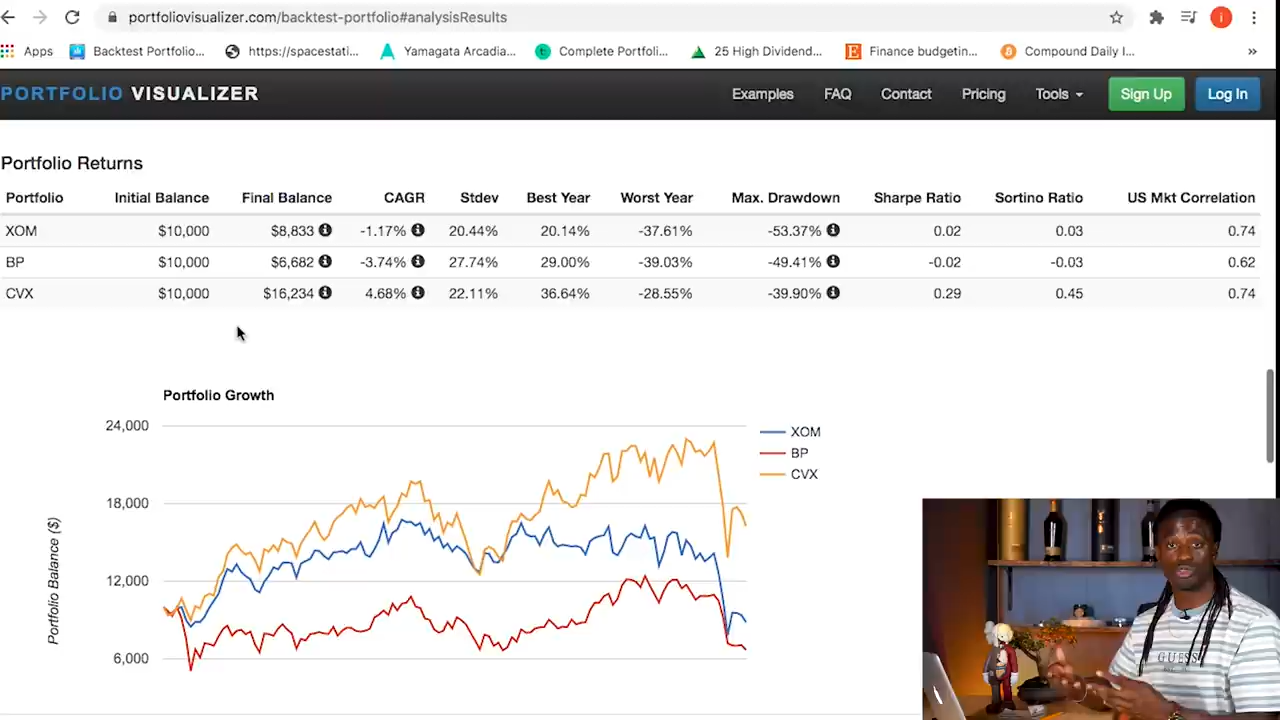 portfoliovisualizer.com/backtest-portfolio#analysisResults
Apps Backtest Portfolio... https://spacestati... Yamagata Arcadia... Complete Portfoli... 25 High Dividend... Finance budgetin... Compound Daily I... »
PORTFOLIO VISUALIZER Examples FAQ Contact Pricing Tools Sign Up Log In
Portfolio Returns
Portfolio Initial Balance Final Balance CAGR Stdev Best Year Worst Year Max. Drawdown Sharpe Ratio Sortino Ratio US Mkt Correlation
XOM $10,000 $8,833 -1.17% 20.44% 20.14% -37.61% -53.37% 0.02 0.03 0.74
BP $10,000 $6,682 -3.74% 27.74% 29.00% -39.03% -49.41% -0.02 -0.03 0.62
CVX $10,000 $16,234 4.68% 22.11% 36.64% -28.55% -39.90% 0.29 0.45 0.74
Portfolio Growth
24,000
18,000
12,000
6,000
Portfolio Balance ($)
XOM
BP
CVX
GUESS